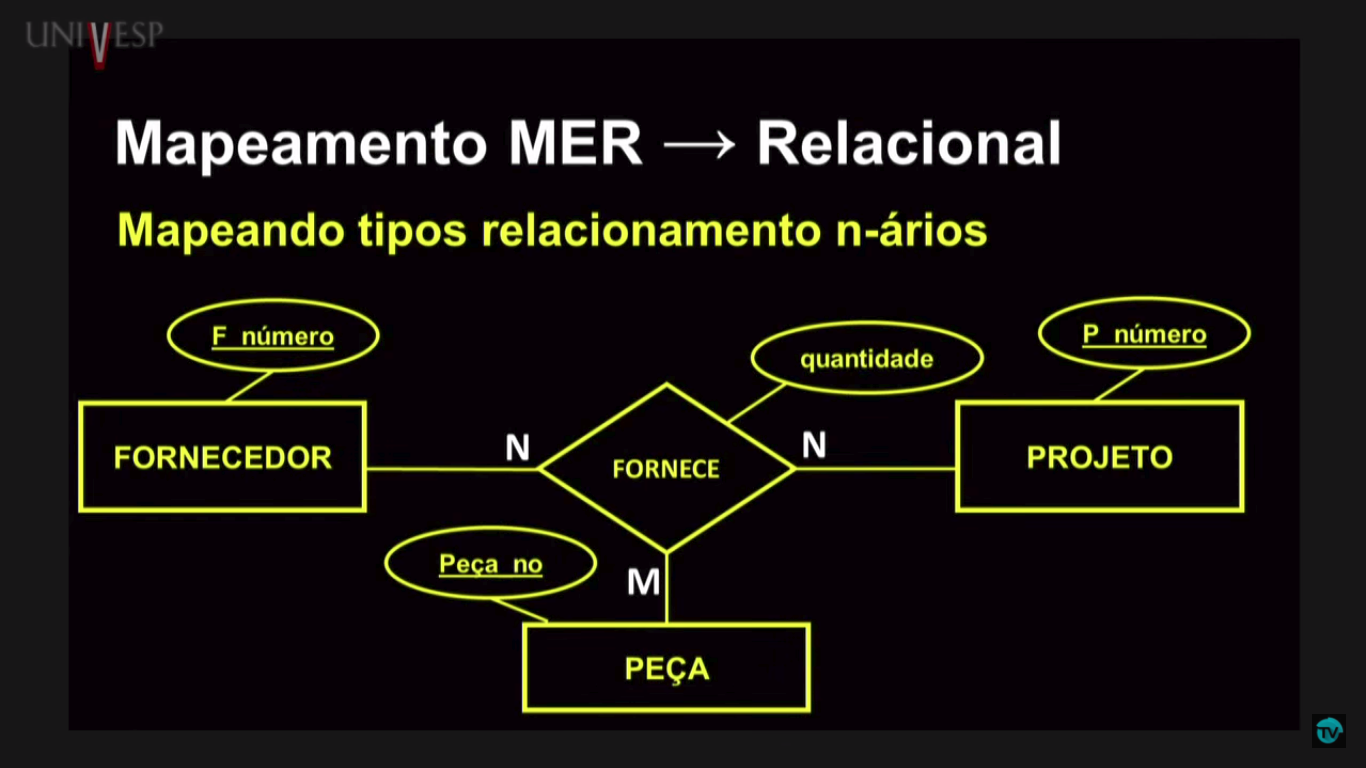 UNIVESP
Mapeamento MER → Relacional
Mapeando tipos relacionamento n-ários
F_número
quantidade
P_número
FORNECEDOR
N
FORNECE
N
PROJETO
Peça_no
M
PEÇA
TV